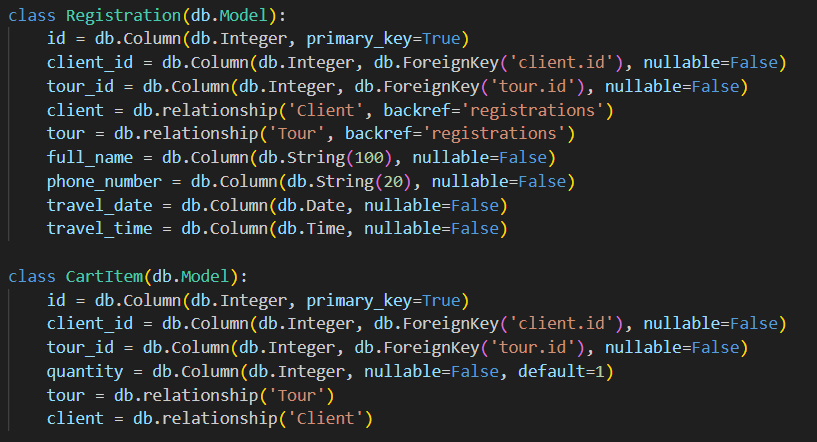 class Registration(db.Model):
    id = db.Column(db.Integer, primary_key=True)
    client_id = db.Column(db.Integer, db.ForeignKey('client.id'), nullable=False)
    tour_id = db.Column(db.Integer, db.ForeignKey('tour.id'), nullable=False)
    client = db.relationship('Client', backref='registrations')
    tour = db.relationship('Tour', backref='registrations')
    full_name = db.Column(db.String(100), nullable=False)
    phone_number = db.Column(db.String(20), nullable=False)
    travel_date = db.Column(db.Date, nullable=False)
    travel_time = db.Column(db.Time, nullable=False)

class CartItem(db.Model):
    id = db.Column(db.Integer, primary_key=True)
    client_id = db.Column(db.Integer, db.ForeignKey('client.id'), nullable=False)
    tour_id = db.Column(db.Integer, db.ForeignKey('tour.id'), nullable=False)
    quantity = db.Column(db.Integer, nullable=False, default=1)
    tour = db.relationship('Tour')
    client = db.relationship('Client')